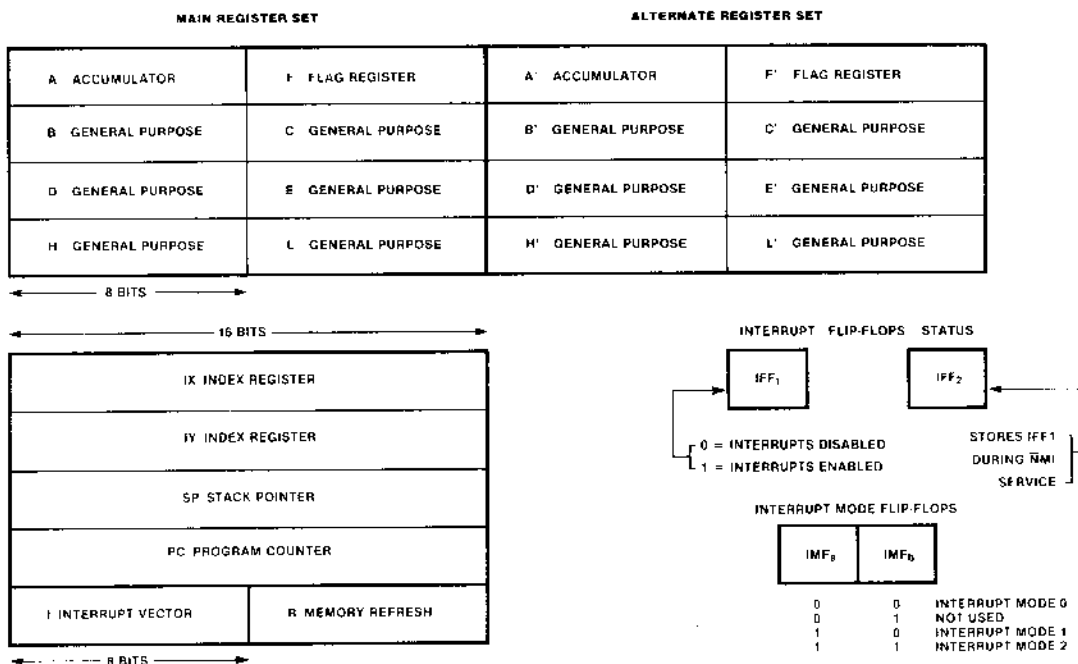 MAIN REGISTER SET
ALTERNATE REGISTER SET
A ACCUMULATOR
F FLAG REGISTER
A' ACCUMULATOR
F' FLAG REGISTER
B GENERAL PURPOSE
C GENERAL PURPOSE
B' GENERAL PURPOSE
C' GENERAL PURPOSE
D GENERAL PURPOSE
E GENERAL PURPOSE
D' GENERAL PURPOSE
E' GENERAL PURPOSE
H GENERAL PURPOSE
L GENERAL PURPOSE
H' GENERAL PURPOSE
L' GENERAL PURPOSE
8 BITS
16 BITS
IX INDEX REGISTER
IY INDEX REGISTER
SP STACK POINTER
PC PROGRAM COUNTER
I INTERRUPT VECTOR
R MEMORY REFRESH
8 BITS
INTERRUPT FLIP-FLOPS STATUS
IFF₁
IFF₂
0 = INTERRUPTS DISABLED
1 = INTERRUPTS ENABLED
STORES IFF1
DURING N̅M̅I̅
SERVICE
INTERRUPT MODE FLIP-FLOPS
IMFₐ
IMF_b
0 0 INTERRUPT MODE 0
0 1 NOT USED
1 0 INTERRUPT MODE 1
1 1 INTERRUPT MODE 2